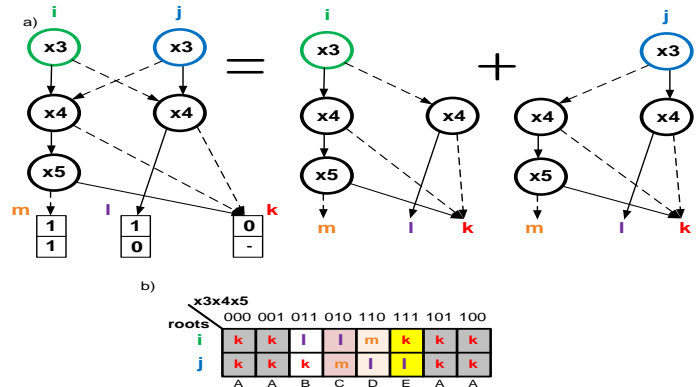 a)
i j i j
x3 x3 = x3 + x3
x4 x4 x4 x4 x4 x4
x5 x5 x5
m l k m l k m l k
1 1 0
1 0 -
b)
x3x4x5
roots 000 001 011 010 110 111 101 100
i k k l l m k k k
j k k k m l l k k
A A B C D E A A